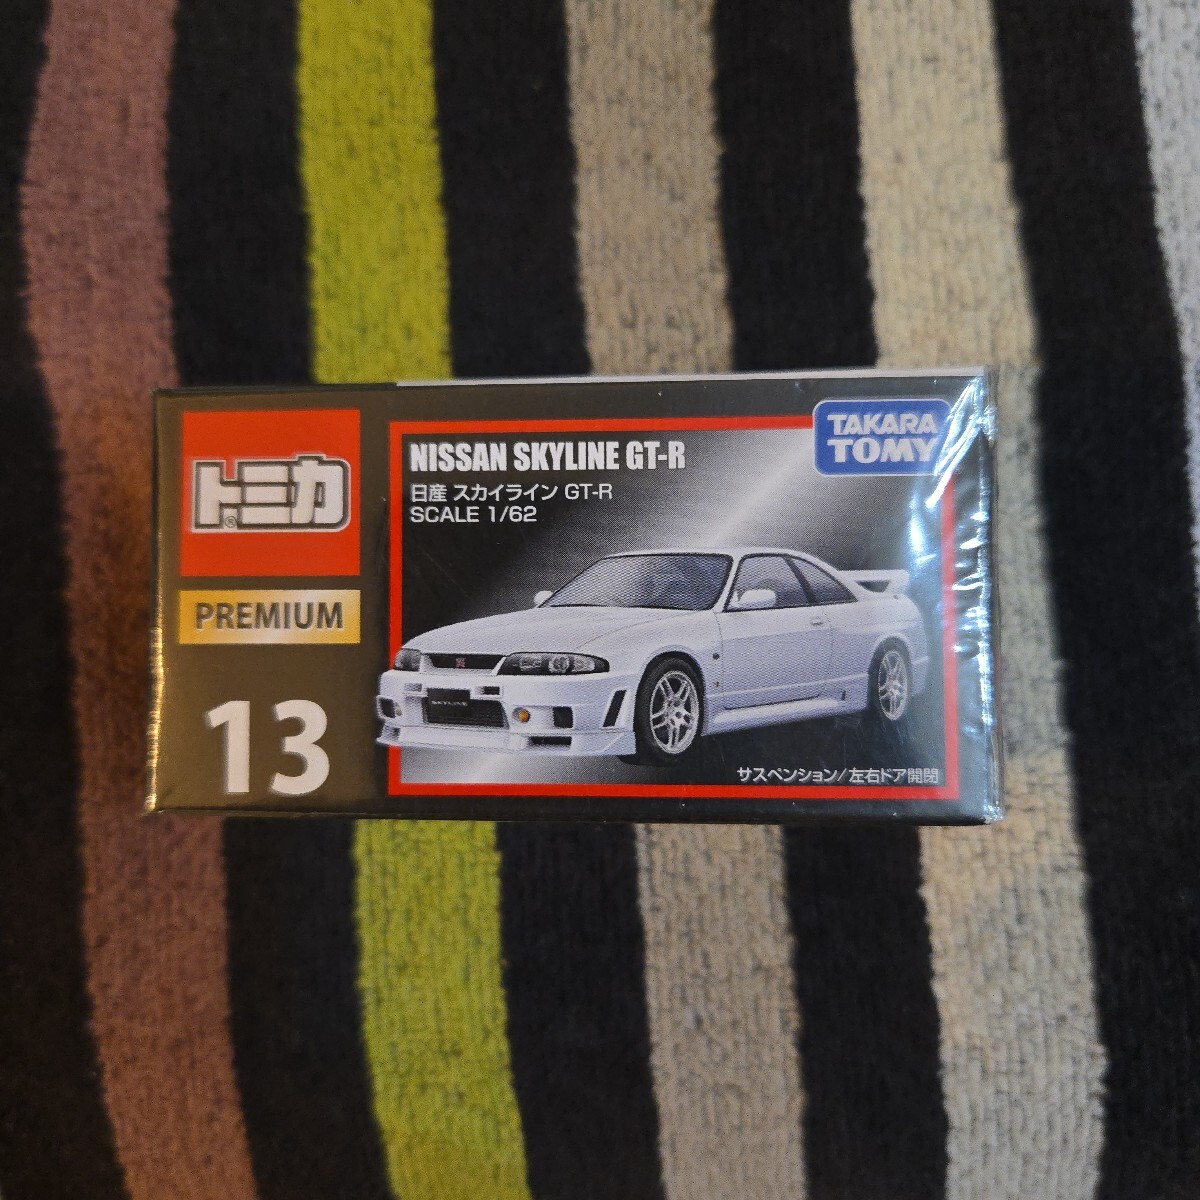 トミカ®
PREMIUM
13
NISSAN SKYLINE GT-R
日産 スカイライン GT-R
SCALE 1/62
TAKARA
TOMY
SKYLINE
サスペンション/左右ドア開閉